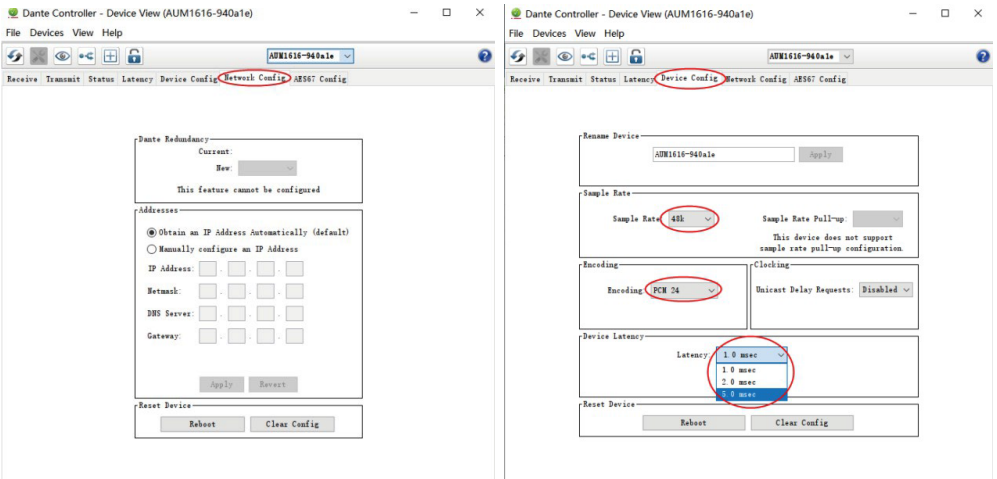 Dante Controller - Device View (AUM1616-940a1e)
File Devices View Help
AUM1616-940a1e
Receive Transmit Status Latency Device Config Network Config AES67 Config
Dante Redundancy
Current:
New:
This feature cannot be configured
Addresses
Obtain an IP Address Automatically (default)
Manually configure an IP Address
IP Address: . . .
Netmask: . . .
DNS Server: . . .
Gateway: . . .
Apply Revert
Reset Device
Reboot Clear Config
Dante Controller - Device View (AUM1616-940a1e)
File Devices View Help
AUM1616-940a1e
Receive Transmit Status Latency Device Config Network Config AES67 Config
Rename Device
AUM1616-940a1e Apply
Sample Rate
Sample Rate 48k Sample Rate Pull-up:
This device does not support
sample rate pull-up configuration.
Encoding
Encoding: PCM 24
Clocking
Unicast Delay Requests: Disabled
Device Latency
Latency: 1.0 msec
1.0 msec
2.0 msec
5.0 msec
Reset Device
Reboot Clear Config